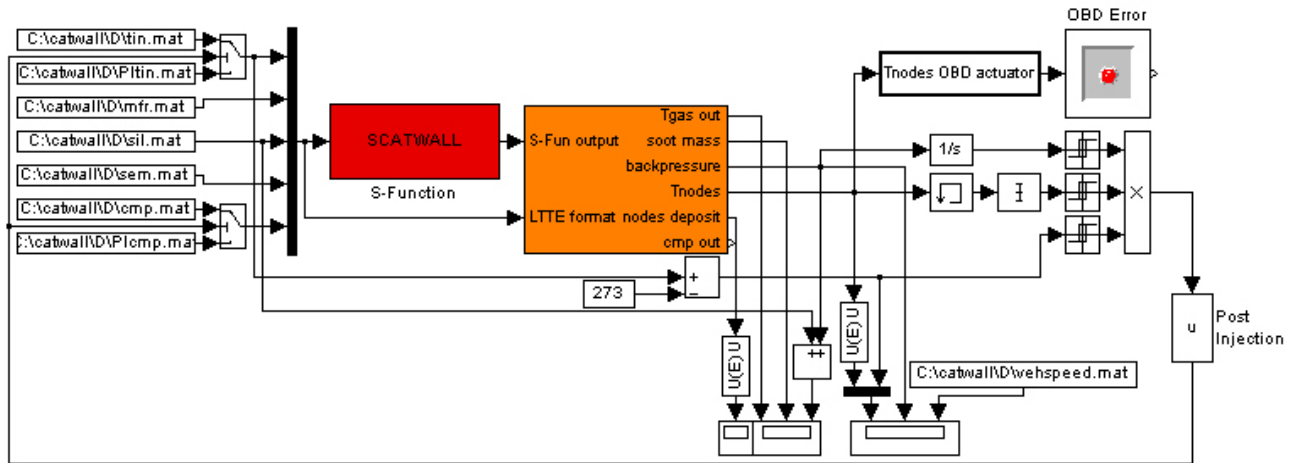 OBD Error
C:\catwall\D\tin.mat
C:\catwall\D\PItin.mat
C:\catwall\D\mfr.mat
C:\catwall\D\sil.mat
C:\catwall\D\sem.mat
C:\catwall\D\cmp.mat
C:\catwall\D\PIcmp.ma
SCATWALL
S-Function
S-Fun output
LTTE format
Tgas out
soot mass
backpressure
Tnodes
nodes deposit
cmp out
Tnodes OBD actuator
1/s
×
+
−
273
U(E) U
++
U(E) U
C:\catwall\D\vehspeed.mat
u
Post
Injection